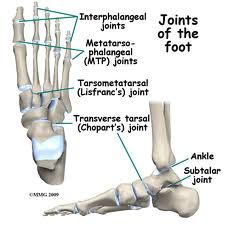 Joints
of the
foot
Interphalangeal
joints
Metatarso-
phalangeal
(MTP) joints
Tarsometatarsal
(Lisfranc's) joint
Transverse tarsal
(Chopart's) joint
Ankle
Subtalar
joint
©MMG 2009